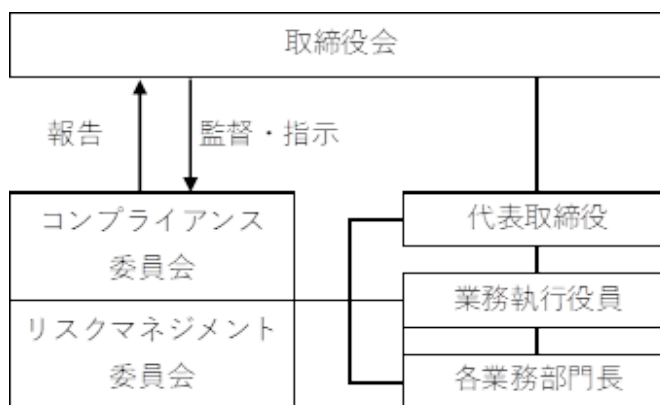 取締役会
報告
監督・指示
コンプライアンス
委員会
リスクマネジメント
委員会
代表取締役
業務執行役員
各業務部門長